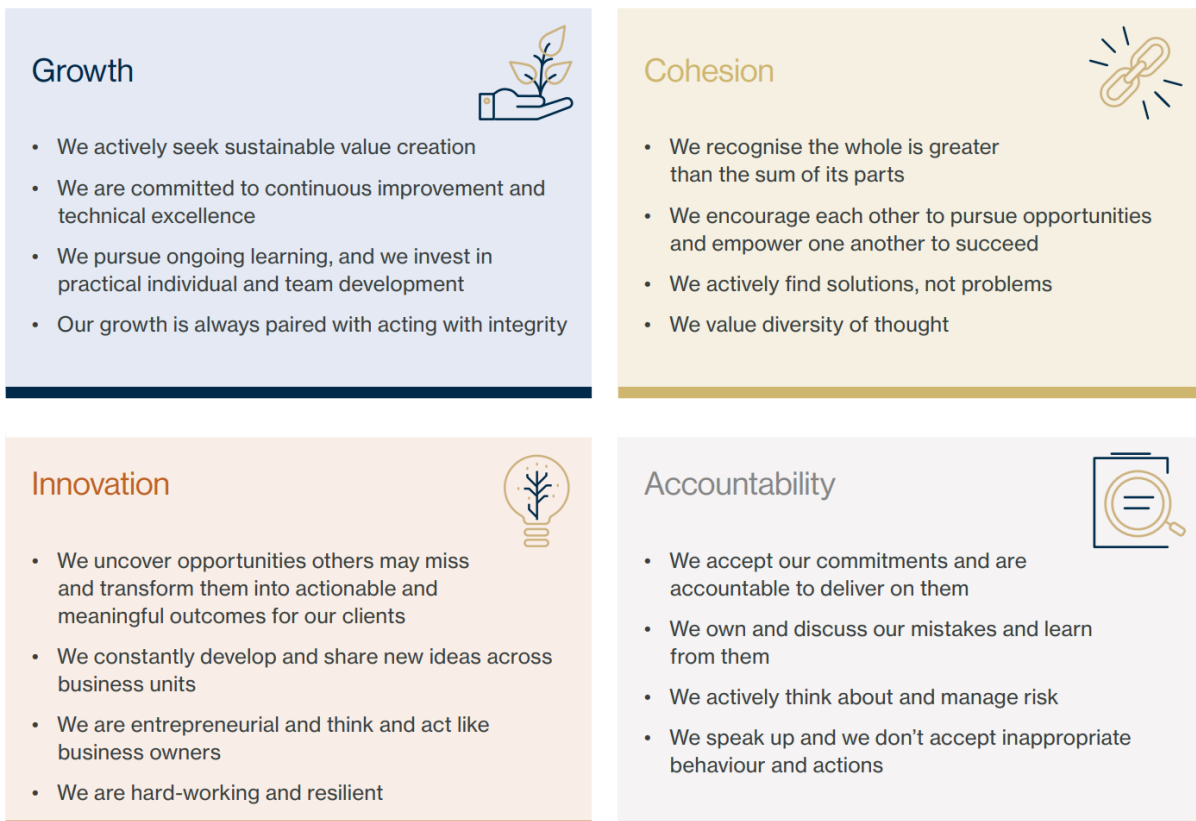 Growth
• We actively seek sustainable value creation
• We are committed to continuous improvement and
technical excellence
• We pursue ongoing learning, and we invest in
practical individual and team development
• Our growth is always paired with acting with integrity
Cohesion
• We recognise the whole is greater
than the sum of its parts
• We encourage each other to pursue opportunities
and empower one another to succeed
• We actively find solutions, not problems
• We value diversity of thought
Innovation
• We uncover opportunities others may miss
and transform them into actionable and
meaningful outcomes for our clients
• We constantly develop and share new ideas across
business units
• We are entrepreneurial and think and act like
business owners
• We are hard-working and resilient
Accountability
• We accept our commitments and are
accountable to deliver on them
• We own and discuss our mistakes and learn
from them
• We actively think about and manage risk
• We speak up and we don’t accept inappropriate
behaviour and actions